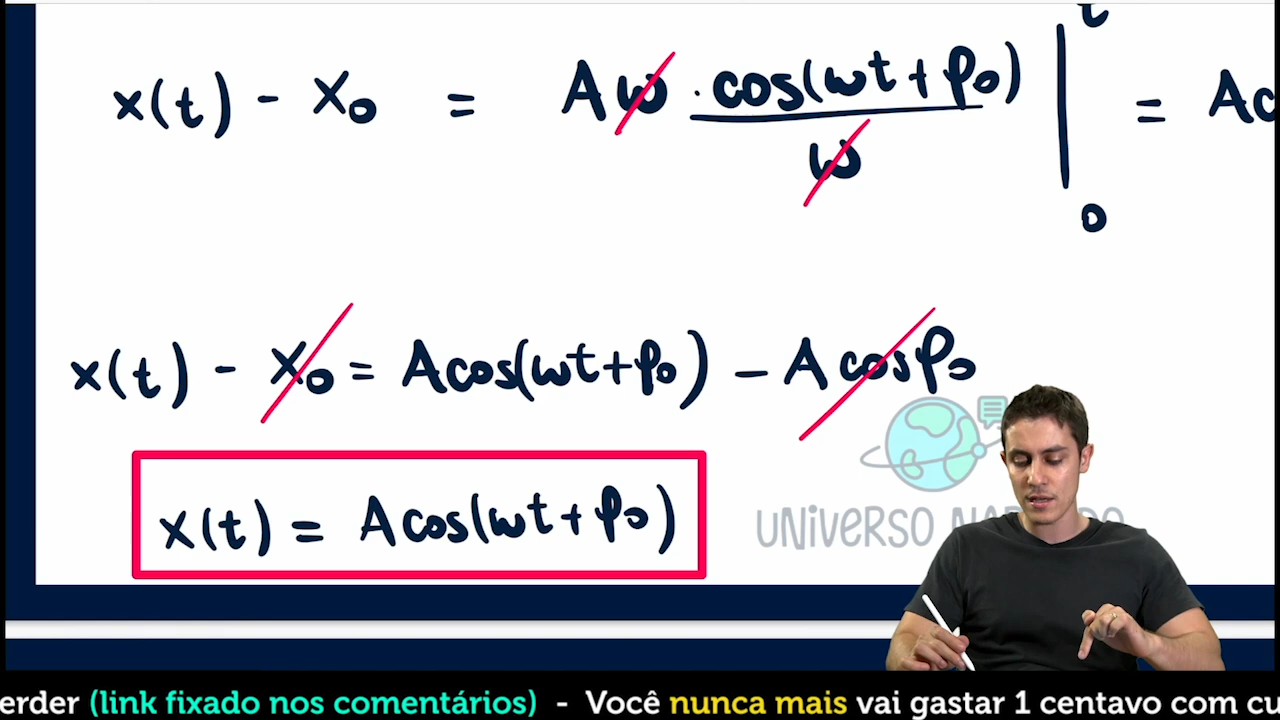 x(t) - x₀ = Aω · cos(ωt + φ₀) / ω |₀ᵗ = Ac
x(t) - x₀ = Acos(ωt + φ₀) - A cosφ₀
x(t) = Acos(ωt + φ₀)
UNiVERSO
erder (link fixado nos comentários) - Você nunca mais vai gastar 1 centavo com cu